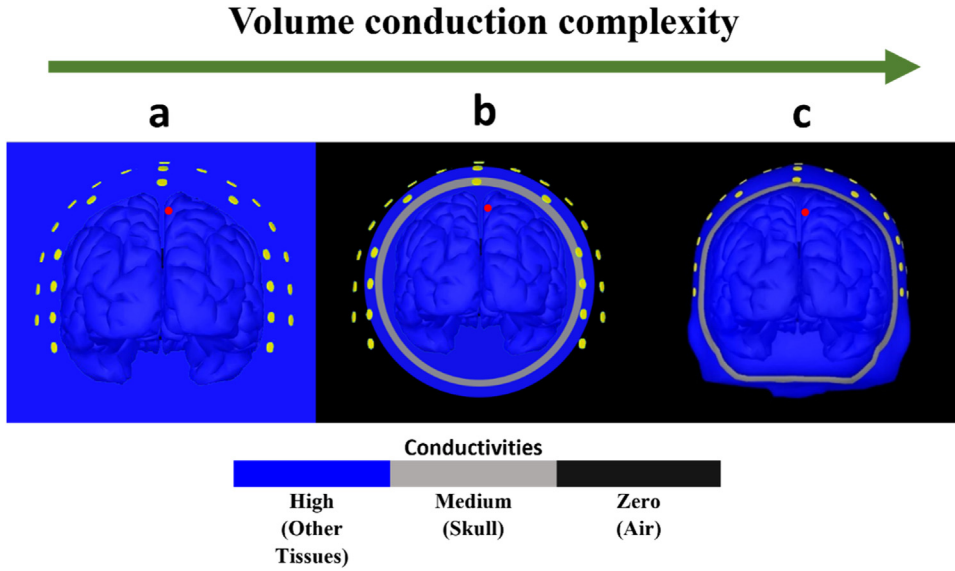 Volume conduction complexity
a
b
c
Conductivities
High
(Other
Tissues)
Medium
(Skull)
Zero
(Air)